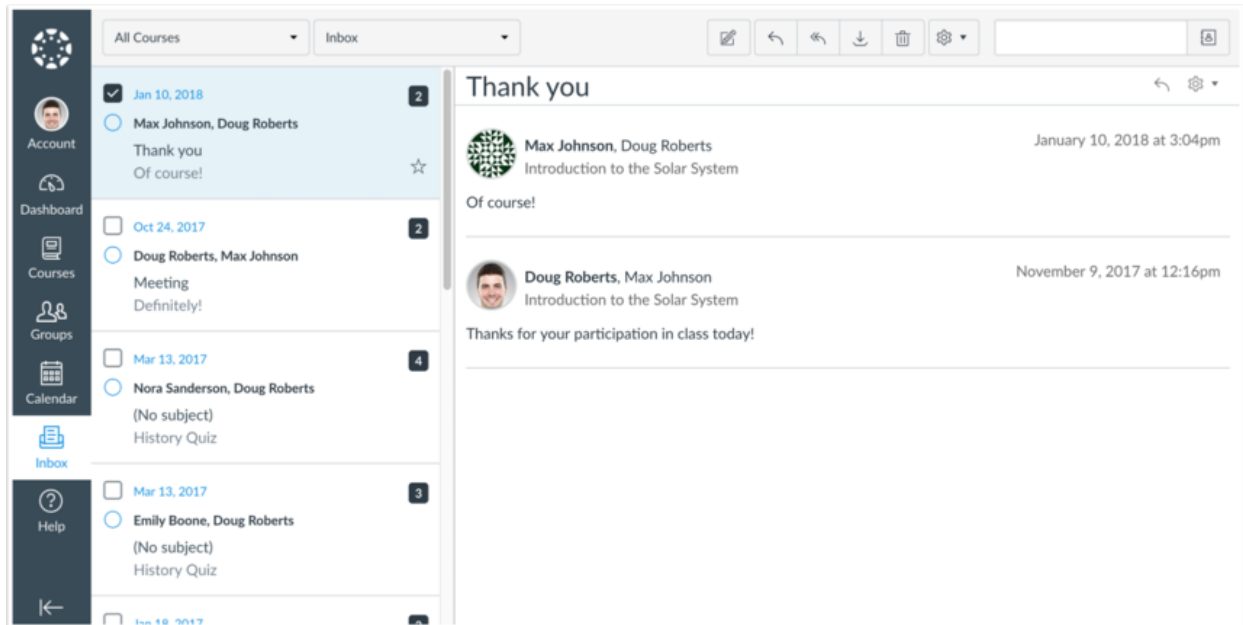 All Courses
Inbox
Account
Dashboard
Courses
Groups
Calendar
Inbox
Help
Jan 10, 2018
2
Max Johnson, Doug Roberts
Thank you
Of course!
Oct 24, 2017
2
Doug Roberts, Max Johnson
Meeting
Definitely!
Mar 13, 2017
4
Nora Sanderson, Doug Roberts
(No subject)
History Quiz
Mar 13, 2017
3
Emily Boone, Doug Roberts
(No subject)
History Quiz
Jan 18, 2017
Thank you
Max Johnson, Doug Roberts
January 10, 2018 at 3:04pm
Introduction to the Solar System
Of course!
Doug Roberts, Max Johnson
November 9, 2017 at 12:16pm
Introduction to the Solar System
Thanks for your participation in class today!